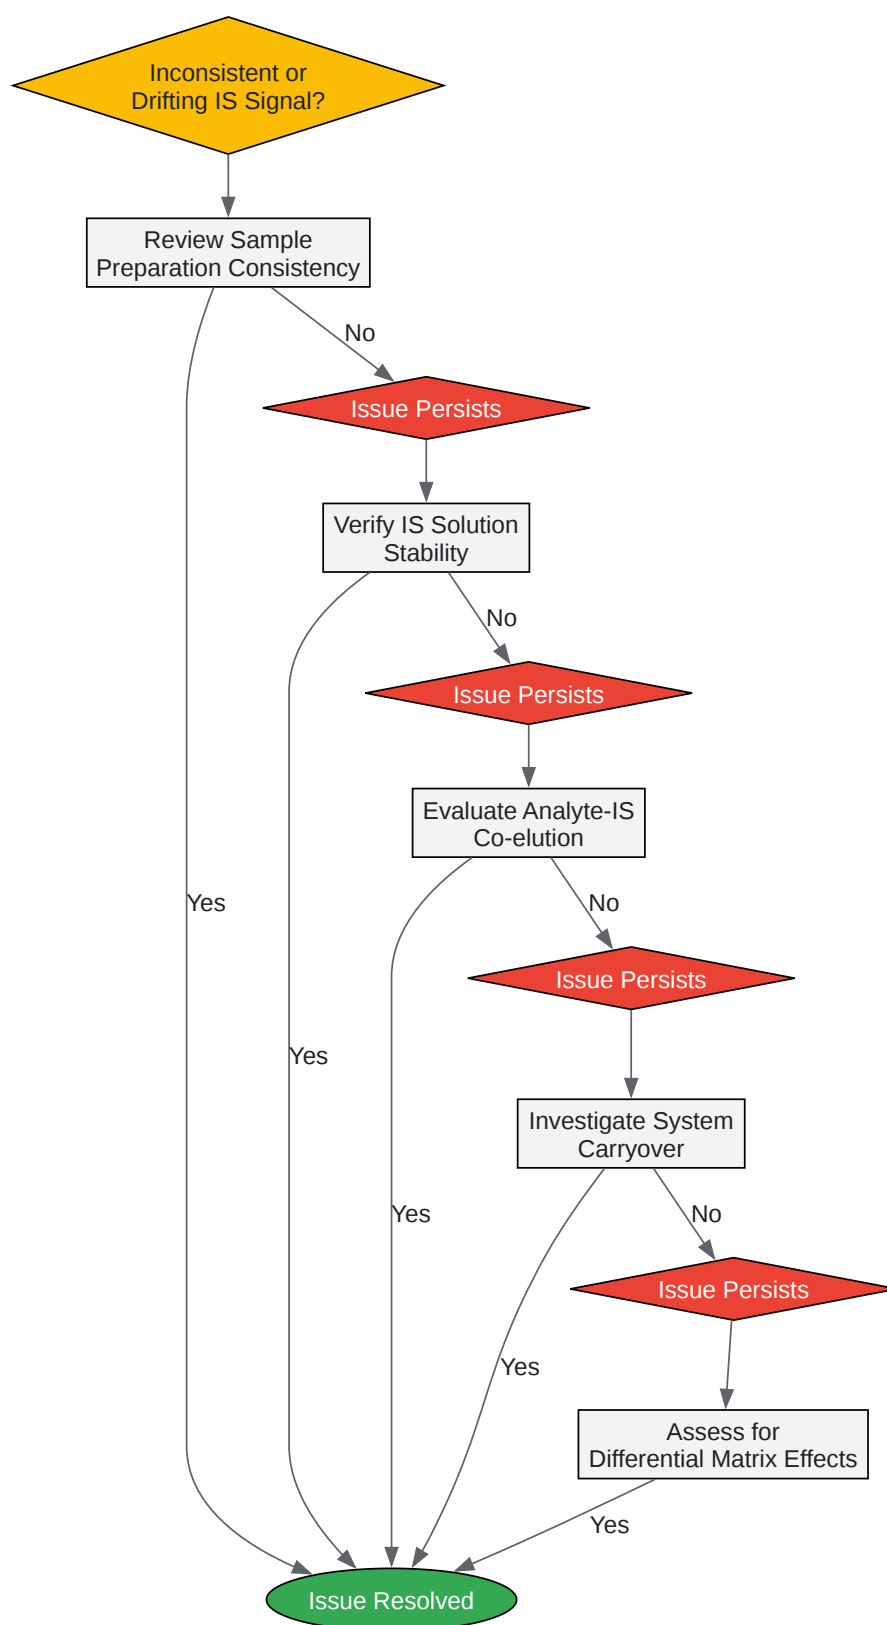 Inconsistent or
Drifting IS Signal?
Review Sample
Preparation Consistency
No
Issue Persists
Verify IS Solution
Stability
No
Issue Persists
Evaluate Analyte-IS
Co-elution
Yes
No
Issue Persists
Yes
Investigate System
Carryover
Yes
No
Issue Persists
Yes
Assess for
Differential Matrix Effects
Yes
Issue Resolved